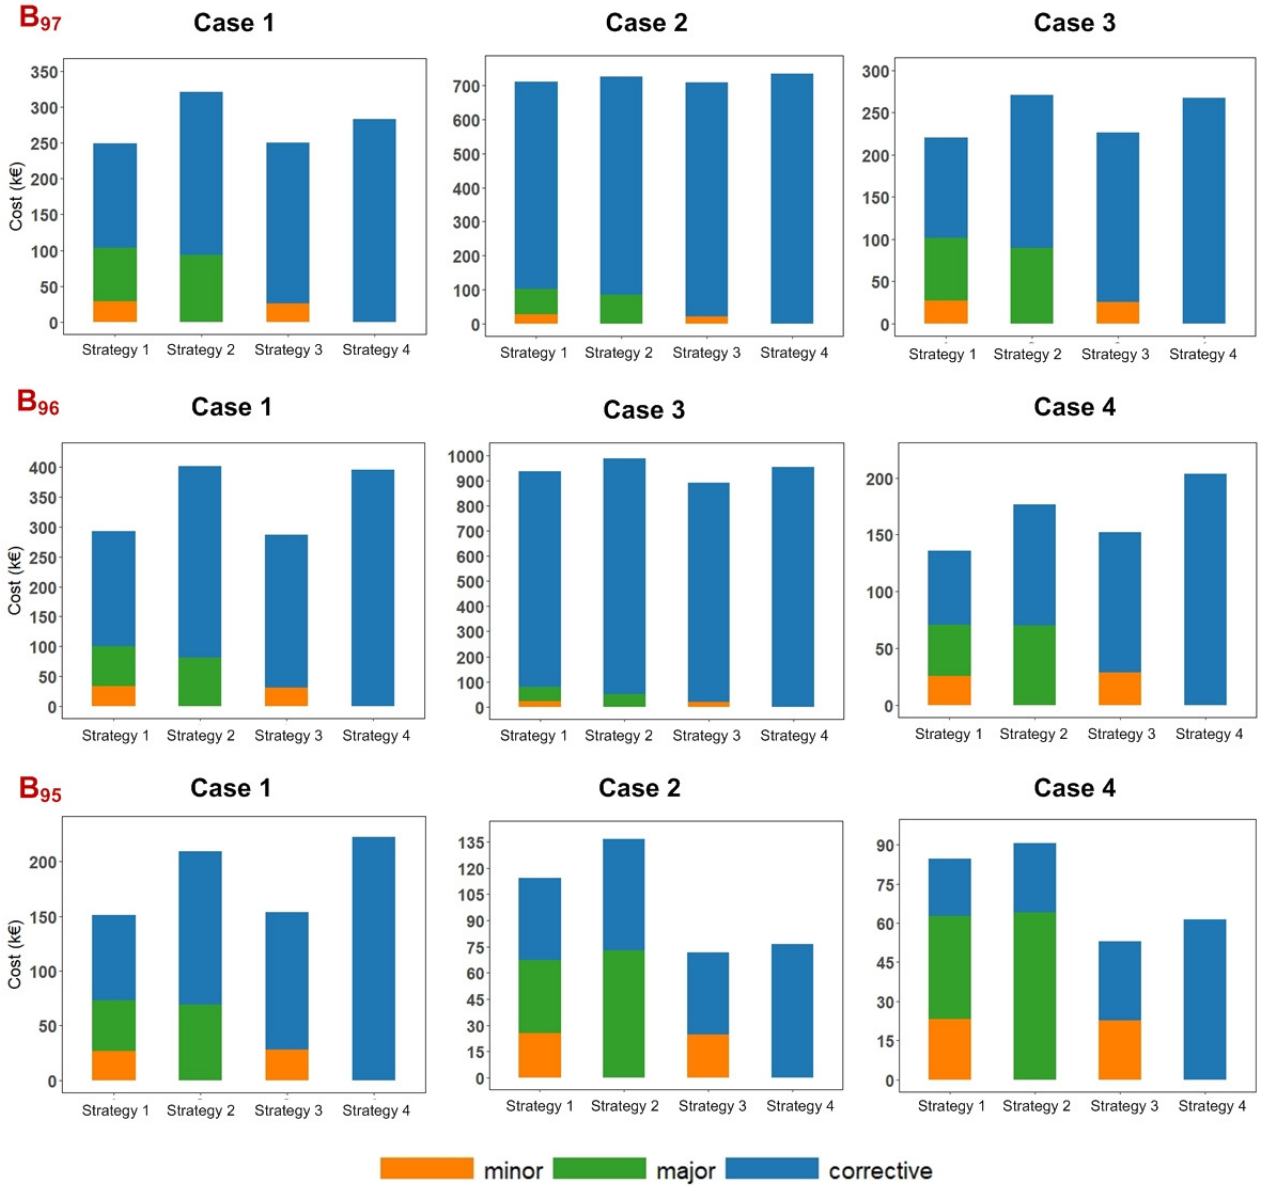 B97
Case 1
Case 2
Case 3
Cost (k€)
350
300
250
200
150
100
50
0
Strategy 1 Strategy 2 Strategy 3 Strategy 4
700
600
500
400
300
200
100
0
Strategy 1 Strategy 2 Strategy 3 Strategy 4
300
250
200
150
100
50
0
Strategy 1 Strategy 2 Strategy 3 Strategy 4
B96
Case 1
Case 3
Case 4
Cost (k€)
400
350
300
250
200
150
100
50
0
Strategy 1 Strategy 2 Strategy 3 Strategy 4
1000
900
800
700
600
500
400
300
200
100
0
Strategy 1 Strategy 2 Strategy 3 Strategy 4
200
150
100
50
0
Strategy 1 Strategy 2 Strategy 3 Strategy 4
B95
Case 1
Case 2
Case 4
Cost (k€)
200
150
100
50
0
Strategy 1 Strategy 2 Strategy 3 Strategy 4
135
120
105
90
75
60
45
30
15
0
Strategy 1 Strategy 2 Strategy 3 Strategy 4
90
75
60
45
30
15
0
Strategy 1 Strategy 2 Strategy 3 Strategy 4
minor major corrective